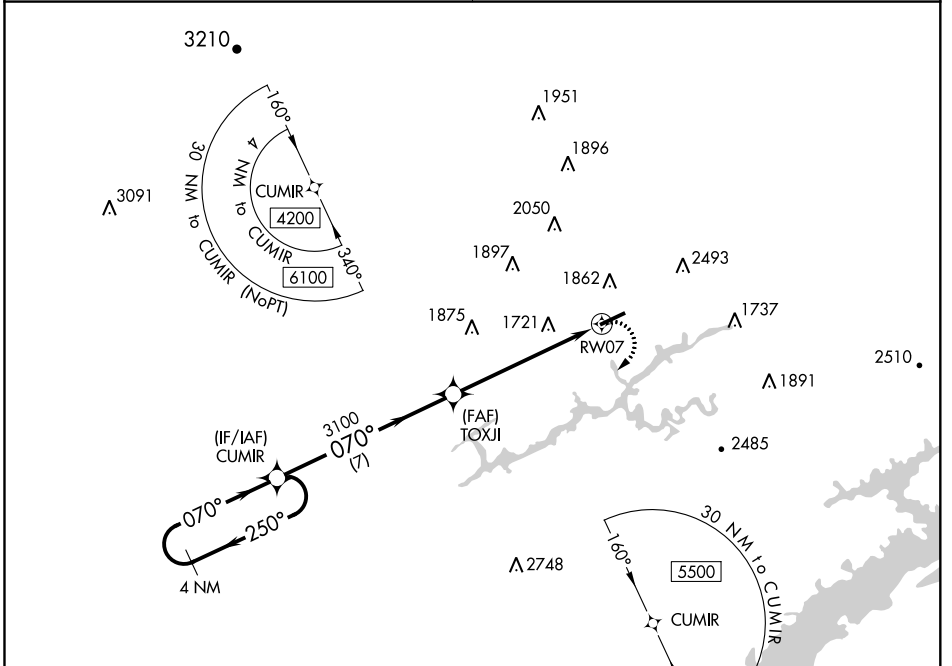 3210
1951
160°
1896
30 NM to CUMIR (NoPT)
4 NM to CUMIR
CUMIR
4200
3091
2050
340°
6100
1897
1862
2493
1875
1721
1737
RW07
2510
1891
(FAF)
TOXJI
3100
070°
(7)
(IF/IAF)
CUMIR
2485
070°
250°
30 NM to CUMIR
160°
4 NM
2748
5500
CUMIR